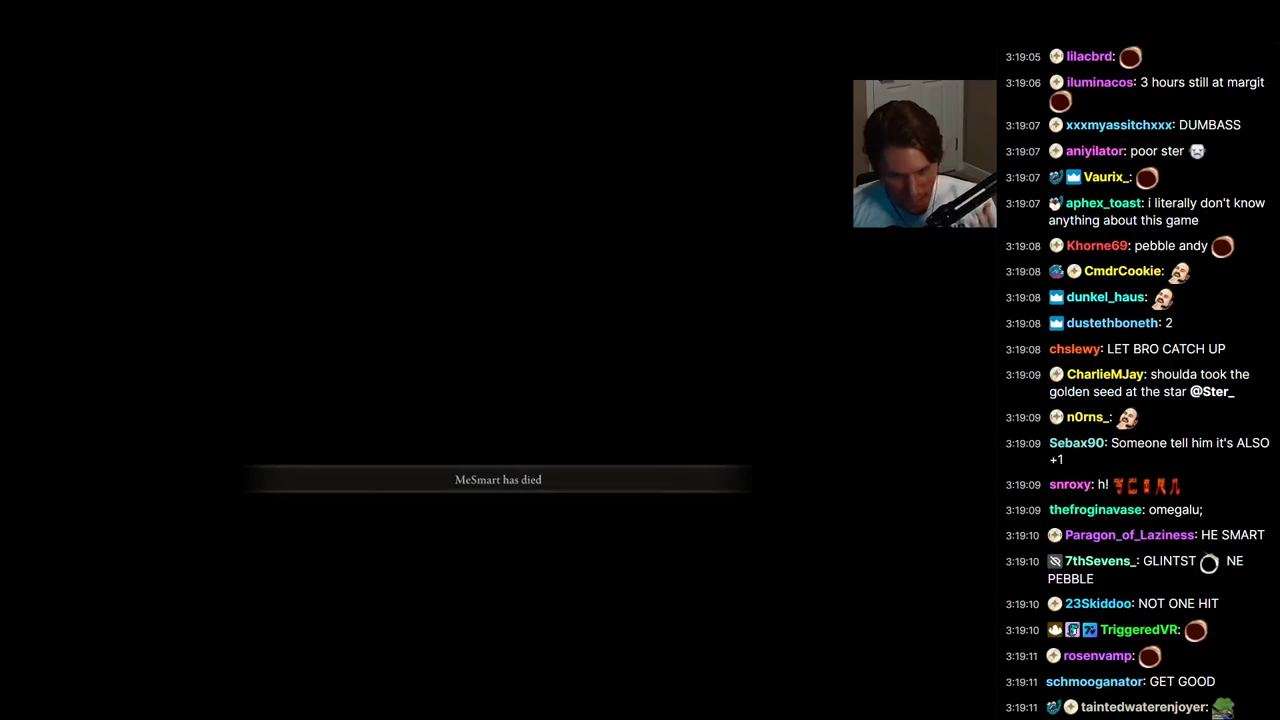 3:19:05 lilacbrd:
3:19:06 iluminacos: 3 hours still at margit
3:19:07 xxxmyassitchxxx: DUMBASS
3:19:07 aniyilator: poor ster
3:19:07 Vaurix_:
3:19:07 aphex_toast: i literally don't know
anything about this game
3:19:08 Khorne69: pebble andy
3:19:08 CmdrCookie:
3:19:08 dunkel_haus:
3:19:08 dustethboneth: 2
3:19:08 chslewy: LET BRO CATCH UP
3:19:09 CharlieMJay: shoulda took the
golden seed at the star @Ster_
3:19:09 n0rns_:
3:19:09 Sebax90: Someone tell him it's ALSO
+1
3:19:09 snroxy: h!
3:19:09 thefroginavase: omegalu;
3:19:10 Paragon_of_Laziness: HE SMART
3:19:10 7thSevens_: GLINTST NE
PEBBLE
3:19:10 23Skiddoo: NOT ONE HIT
3:19:10 TriggeredVR:
3:19:11 rosenvamp:
3:19:11 schmooganator: GET GOOD
3:19:11 taintedwaterenjoyer:
MeSmart has died